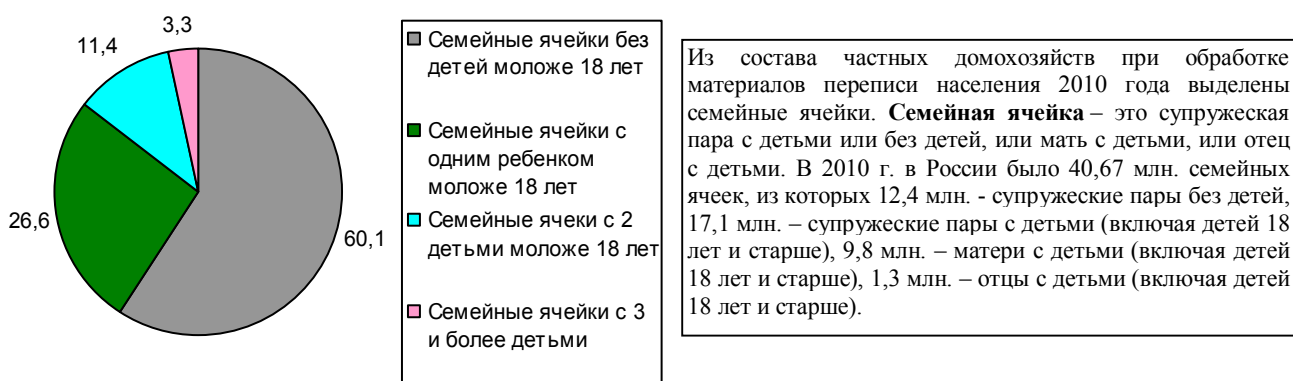 3,3
11,4
26,6
60,1
Семейные ячейки без
детей моложе 18 лет
Семейные ячейки с
одним ребенком
моложе 18 лет
Семейные ячеки с 2
детьми моложе 18 лет
Семейные ячейки с 3
и более детьми
Из состава частных домохозяйств при обработке
материалов переписи населения 2010 года выделены
семейные ячейки. Семейная ячейка – это супружеская
пара с детьми или без детей, или мать с детьми, или отец
с детьми. В 2010 г. в России было 40,67 млн. семейных
ячеек, из которых 12,4 млн. - супружеские пары без детей,
17,1 млн. – супружеские пары с детьми (включая детей 18
лет и старше), 9,8 млн. – матери с детьми (включая детей
18 лет и старше), 1,3 млн. – отцы с детьми (включая детей
18 лет и старше).